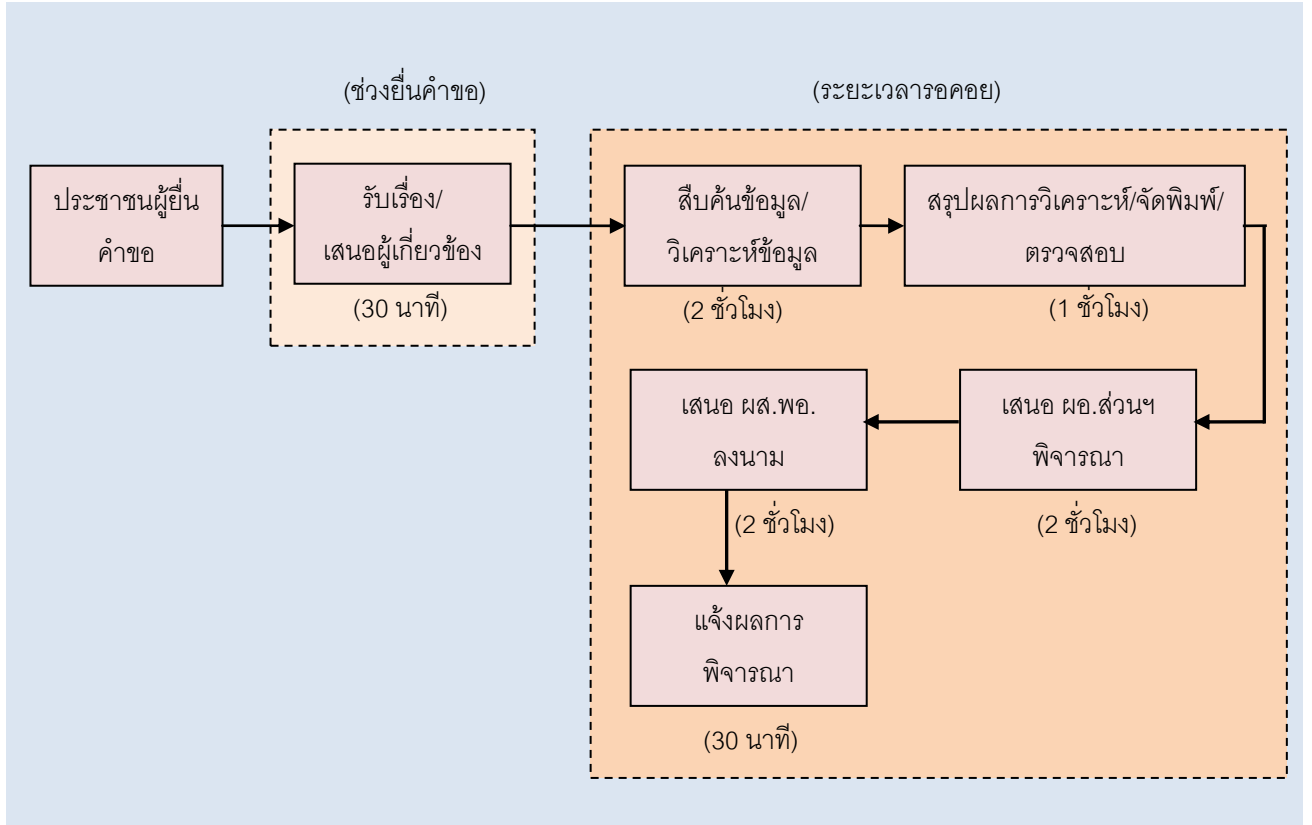 (ช่วงยื่นคำขอ)
(ระยะเวลารอคอย)
ประชาชนผู้ยื่น
คำขอ
รับเรื่อง/
เสนอผู้เกี่ยวข้อง
(30 นาที)
สืบค้นข้อมูล/
วิเคราะห์ข้อมูล
(2 ชั่วโมง)
สรุปผลการวิเคราะห์/จัดพิมพ์/
ตรวจสอบ
(1 ชั่วโมง)
เสนอ ผอ.ส่วนฯ
พิจารณา
(2 ชั่วโมง)
เสนอ ผส.พอ.
ลงนาม
(2 ชั่วโมง)
แจ้งผลการ
พิจารณา
(30 นาที)